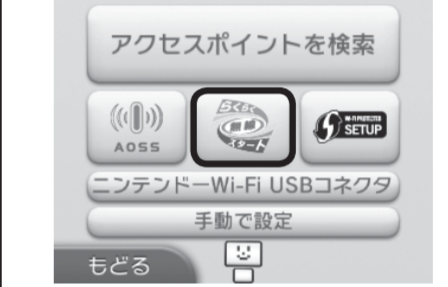 アクセスポイントを検索
AOSS
らくらく
無線
スタート
WI-FI PROTECTED
SETUP
ニンテンドーWi-Fi USBコネクタ
手動で設定
もどる